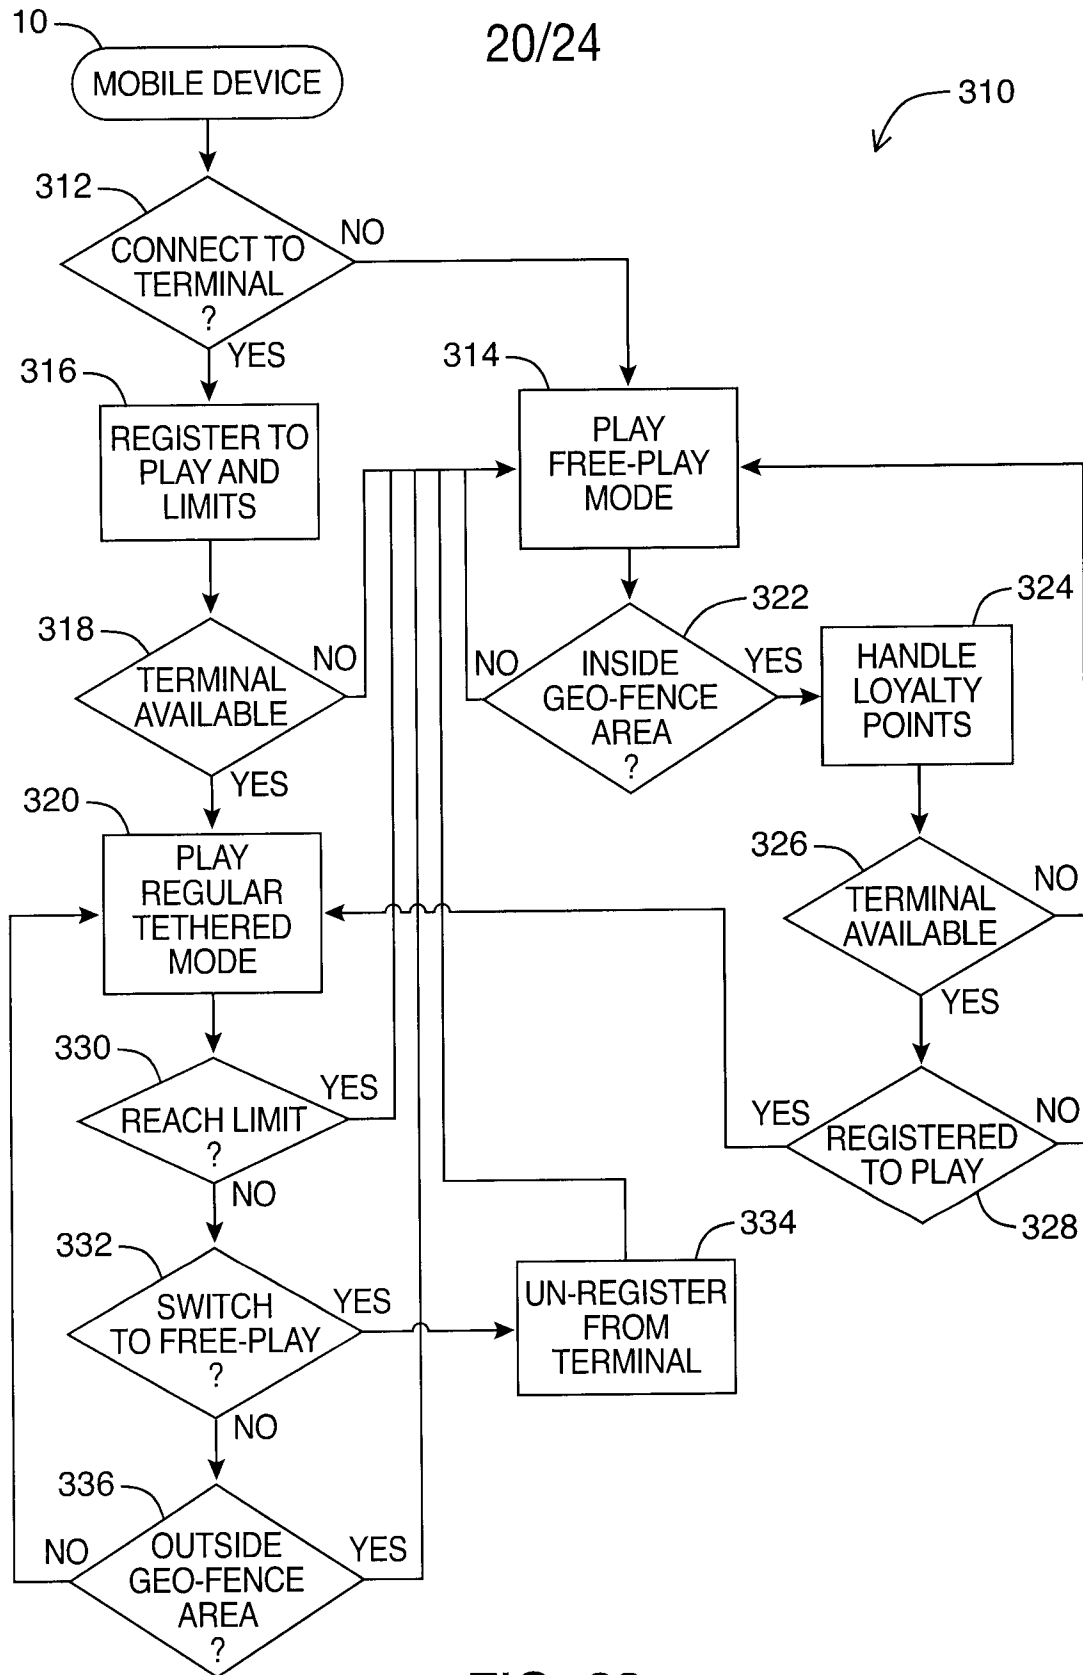 20/24
10
MOBILE DEVICE
310
312
CONNECT TO
TERMINAL
?
NO
YES
316
REGISTER TO
PLAY AND
LIMITS
314
PLAY
FREE-PLAY
MODE
318
TERMINAL
AVAILABLE
NO
YES
322
INSIDE
GEO-FENCE
AREA
?
NO
YES
324
HANDLE
LOYALTY
POINTS
320
PLAY
REGULAR
TETHERED
MODE
326
TERMINAL
AVAILABLE
NO
YES
330
REACH LIMIT
?
YES
NO
328
REGISTERED
TO PLAY
YES
NO
332
SWITCH
TO FREE-PLAY
?
YES
NO
334
UN-REGISTER
FROM
TERMINAL
336
OUTSIDE
GEO-FENCE
AREA
?
NO
YES